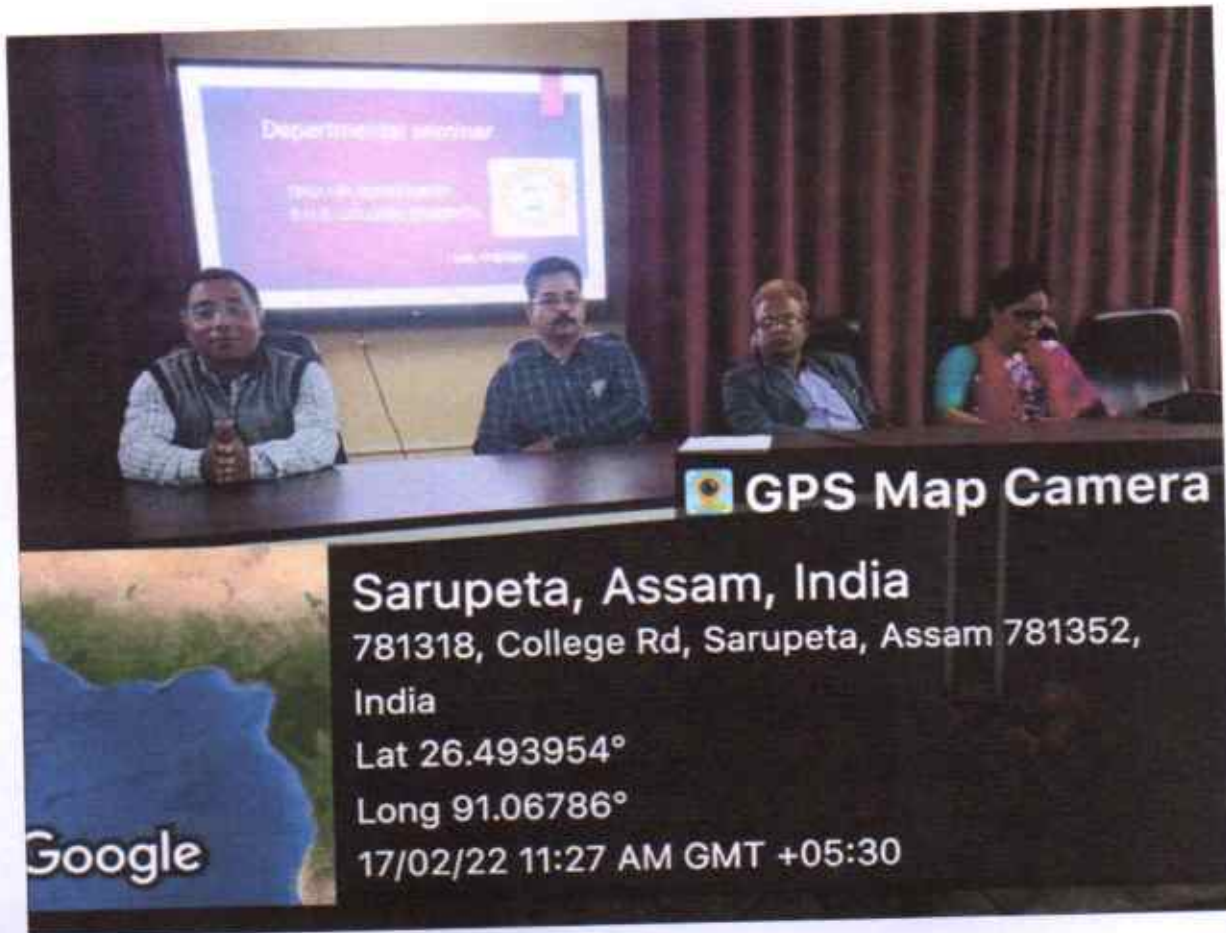 Departmental seminar
GPS Map Camera
Sarupeta, Assam, India
781318, College Rd, Sarupeta, Assam 781352,
India
Lat 26.493954°
Long 91.06786°
17/02/22 11:27 AM GMT +05:30
Google